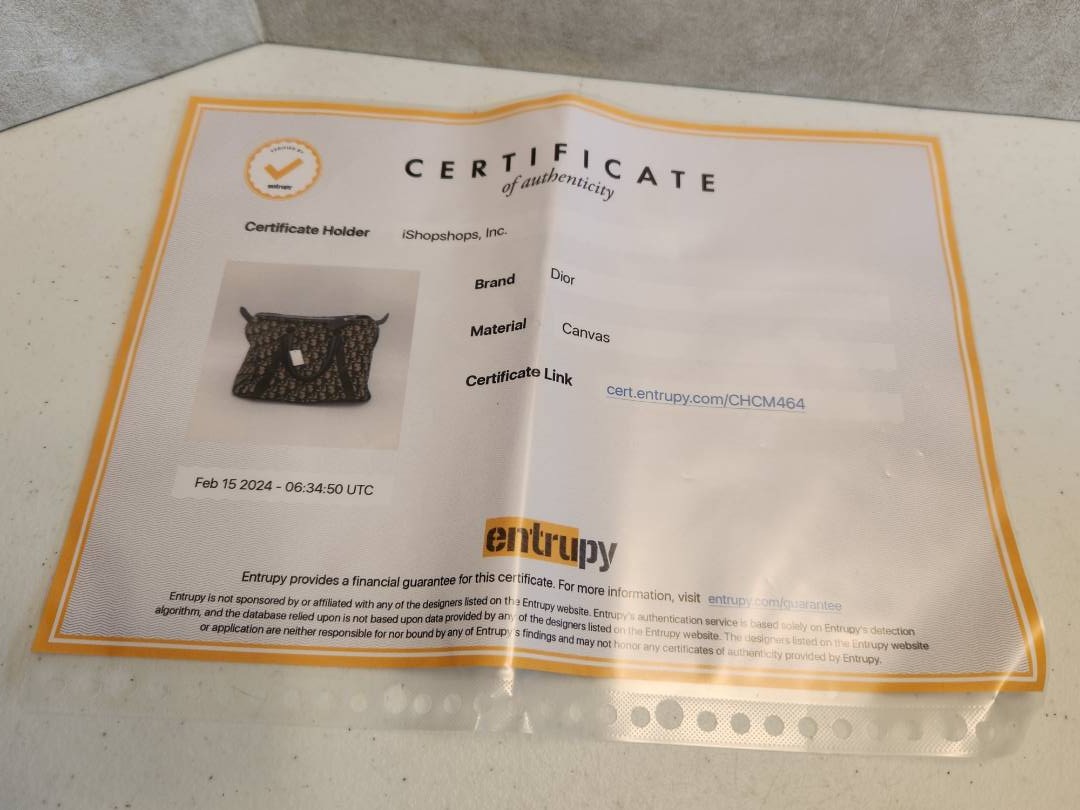 VERIFIED BY
entrupy
CERTIFICATE
of authenticity
Certificate Holder iShopshops, Inc.
Brand Dior
Material Canvas
Certificate Link cert.entrupy.com/CHCM464
Feb 15 2024 - 06:34:50 UTC
entrupy
Entrupy provides a financial guarantee for this certificate. For more information, visit entrupy.com/guarantee
Entrupy is not sponsored by or affiliated with any of the designers listed on the Entrupy website. Entrupy's authentication service is based solely on Entrupy's detection
algorithm, and the database relied upon is not based upon data provided by any of the designers listed on the Entrupy website. The designers listed on the Entrupy website
or application are neither responsible for nor bound by any of Entrupy's findings and may not honor any certificates of authenticity provided by Entrupy.